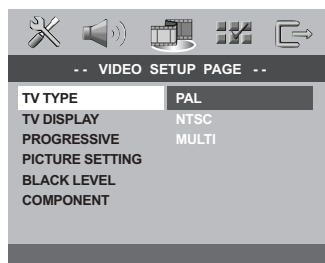 -- VIDEO SETUP PAGE --
TV TYPE PAL
TV DISPLAY NTSC
PROGRESSIVE MULTI
PICTURE SETTING
BLACK LEVEL
COMPONENT